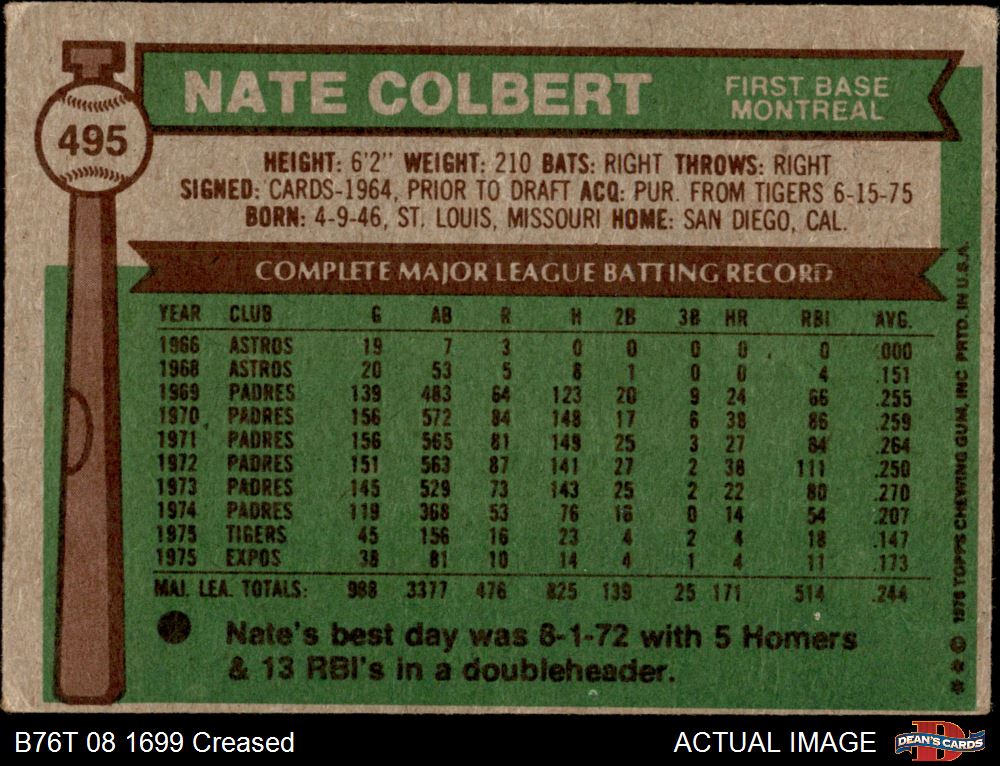 NATE COLBERT
FIRST BASE
MONTREAL
495
HEIGHT: 6'2" WEIGHT: 210 BATS: RIGHT THROWS: RIGHT
SIGNED: CARDS-1964, PRIOR TO DRAFT ACQ: PUR. FROM TIGERS 6-15-75
BORN: 4-9-46, ST. LOUIS, MISSOURI HOME: SAN DIEGO, CAL.
COMPLETE MAJOR LEAGUE BATTING RECORD
YEAR CLUB G AB R H 2B 3B HR RBI AVG.
1966 ASTROS 19 7 3 0 0 0 0 0 .000
1968 ASTROS 20 53 5 8 1 0 0 4 .151
1969 PADRES 139 483 64 123 20 9 24 66 .255
1970 PADRES 156 572 84 148 17 6 38 86 .259
1971 PADRES 156 565 81 149 25 3 27 84 .264
1972 PADRES 151 563 87 141 27 2 38 111 .250
1973 PADRES 145 529 73 143 25 2 22 80 .270
1974 PADRES 119 368 53 76 16 0 14 54 .207
1975 TIGERS 45 156 16 23 4 2 4 18 .147
1975 EXPOS 38 81 10 14 4 1 4 11 .173
MAJ. LEA. TOTALS: 988 3377 476 825 139 25 171 514 .244
Nate's best day was 8-1-72 with 5 Homers
& 13 RBI's in a doubleheader.
** © 1976 TOPPS CHEWING GUM, INC PRTD. IN U.S.A.
B76T 08 1699 Creased
ACTUAL IMAGE
D
DEAN'S CARDS